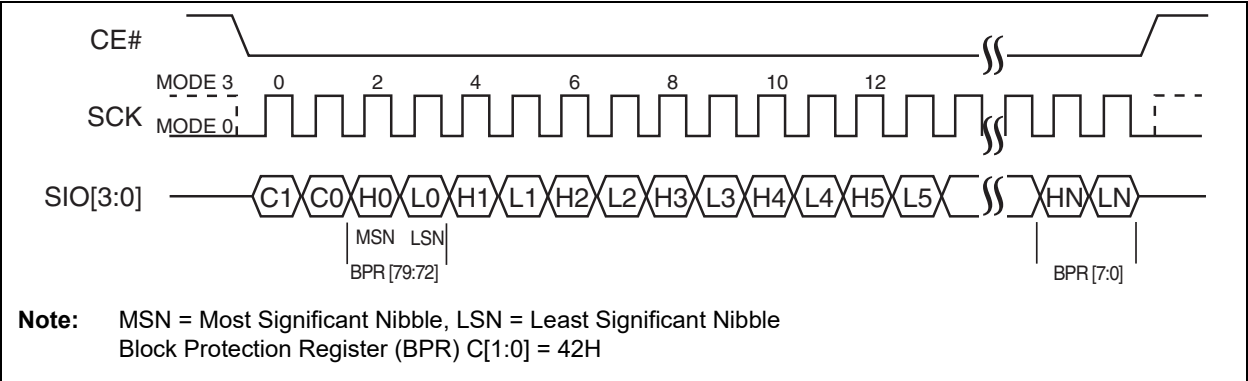 CE#
MODE 3 0 2 4 6 8 10 12
SCK MODE 0
SIO[3:0] C1 C0 H0 L0 H1 L1 H2 L2 H3 L3 H4 L4 H5 L5 HN LN
MSN LSN
BPR [79:72] BPR [7:0]
Note: MSN = Most Significant Nibble, LSN = Least Significant Nibble
Block Protection Register (BPR) C[1:0] = 42H